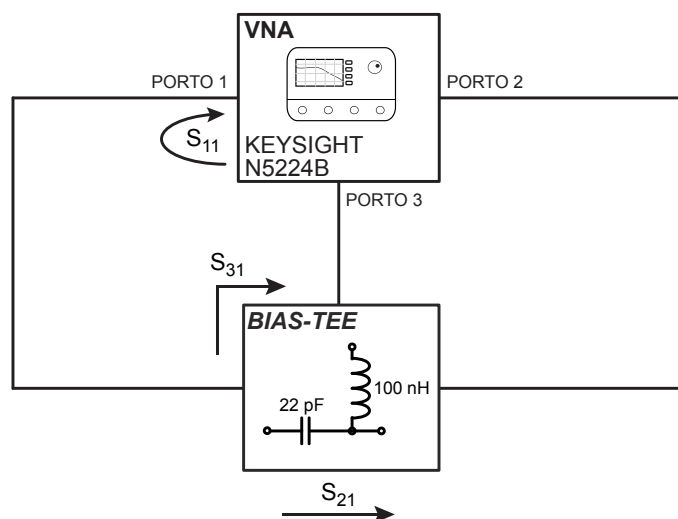 VNA
PORTO 1
PORTO 2
S11
KEYSIGHT
N5224B
PORTO 3
S31
BIAS-TEE
100 nH
22 pF
S21